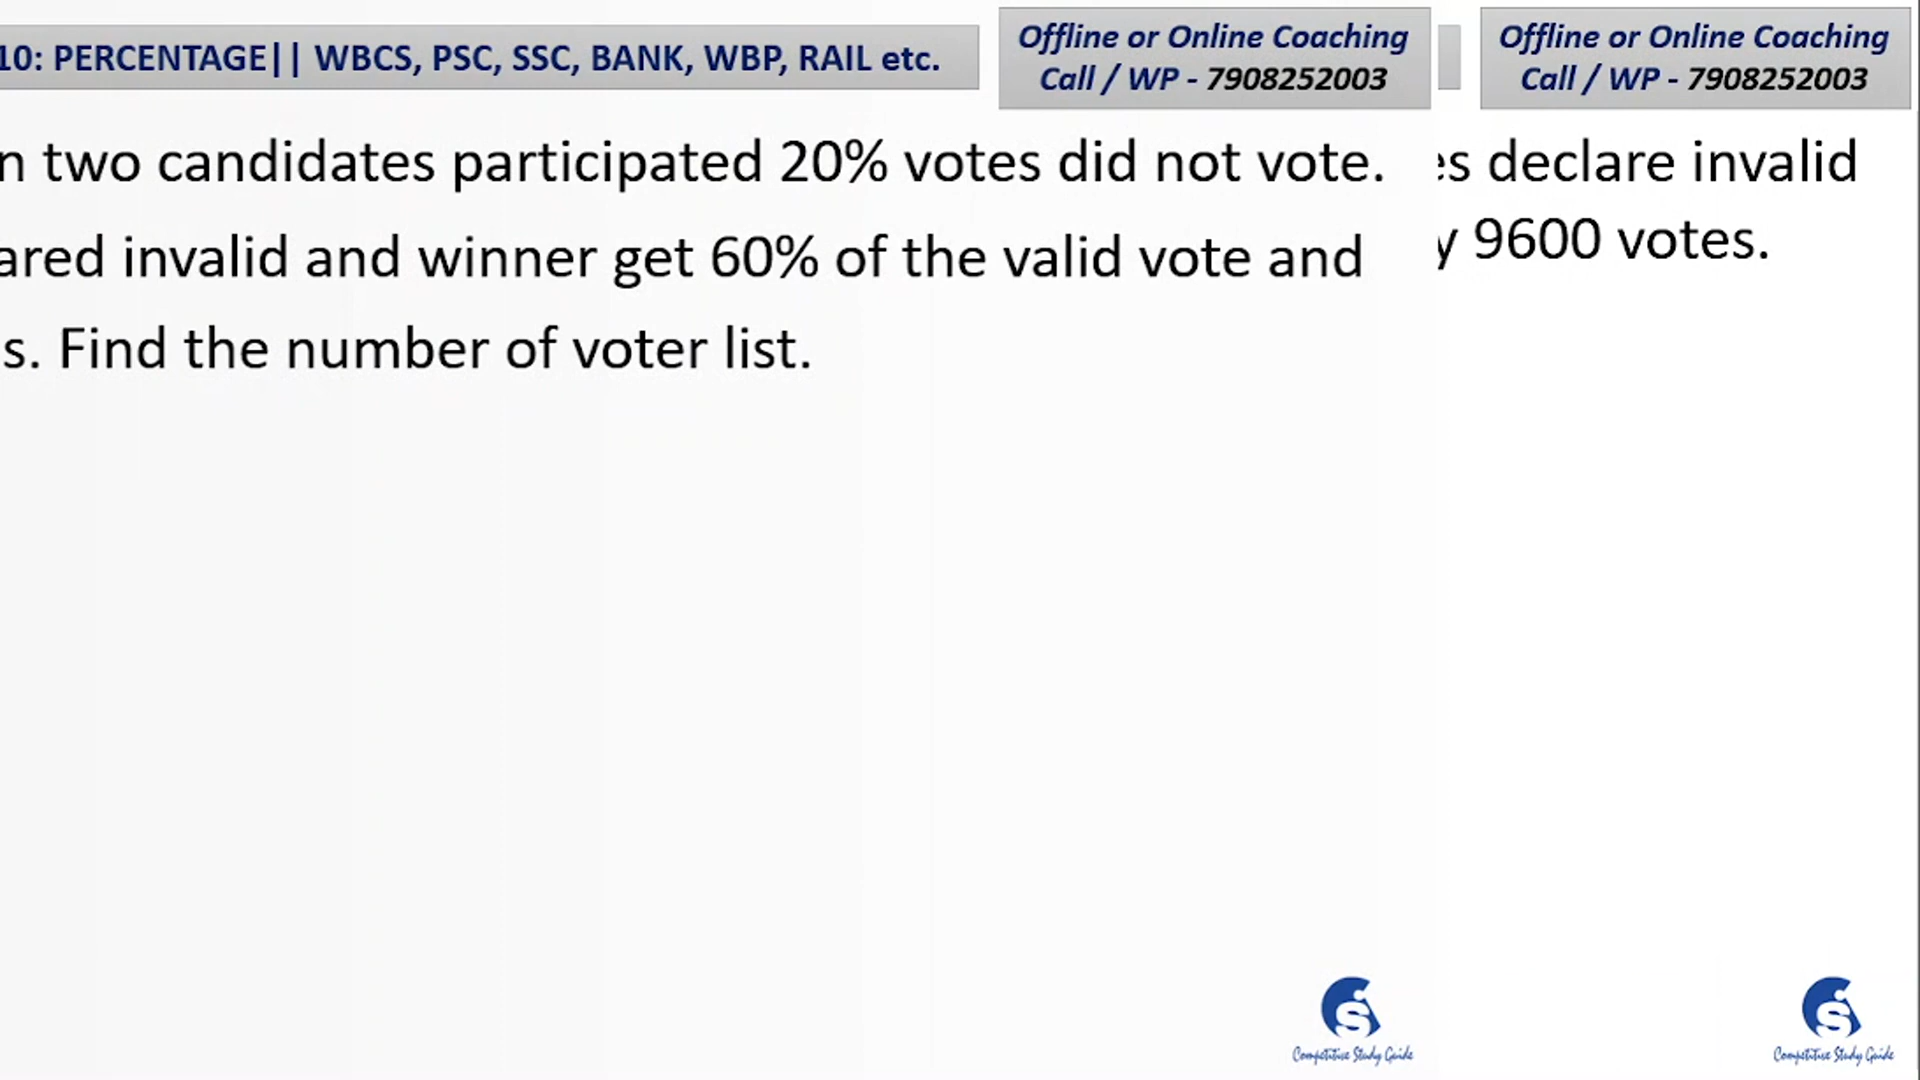 10: PERCENTAGE|| WBCS, PSC, SSC, BANK, WBP, RAIL etc.
Offline or Online Coaching
Call / WP - 7908252003
Offline or Online Coaching
Call / WP - 7908252003
two candidates participated 20% votes did not vote.
invalid and winner get 60% of the valid vote and
Find the number of voter list.
declare invalid
9600 votes.
Competitive Study Guide
Competitive Study Guide